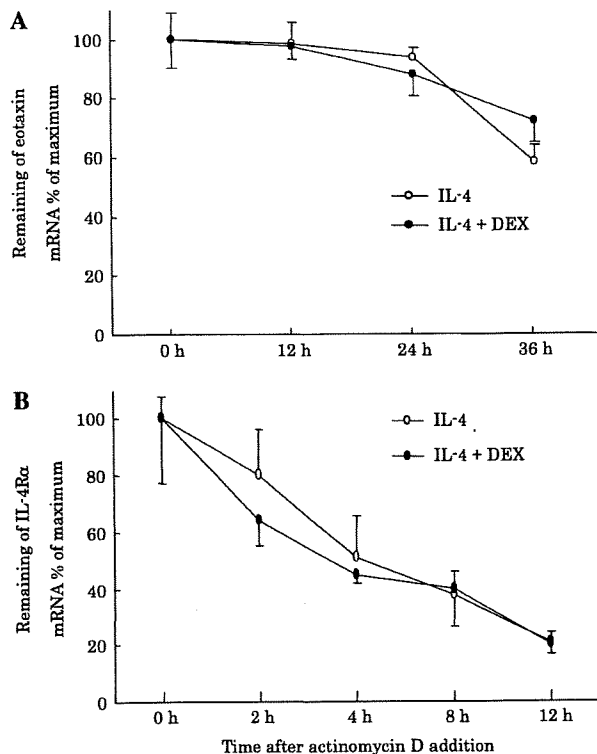 A
Remaining of eotaxin
mRNA % of maximum
100
80
60
40
20
0
IL-4
IL-4 + DEX
0 h
12 h
24 h
36 h
B
Remaining of IL-4Rα
mRNA % of maximum
100
80
60
40
20
0
IL-4
IL-4 + DEX
0 h
2 h
4 h
8 h
12 h
Time after actinomycin D addition